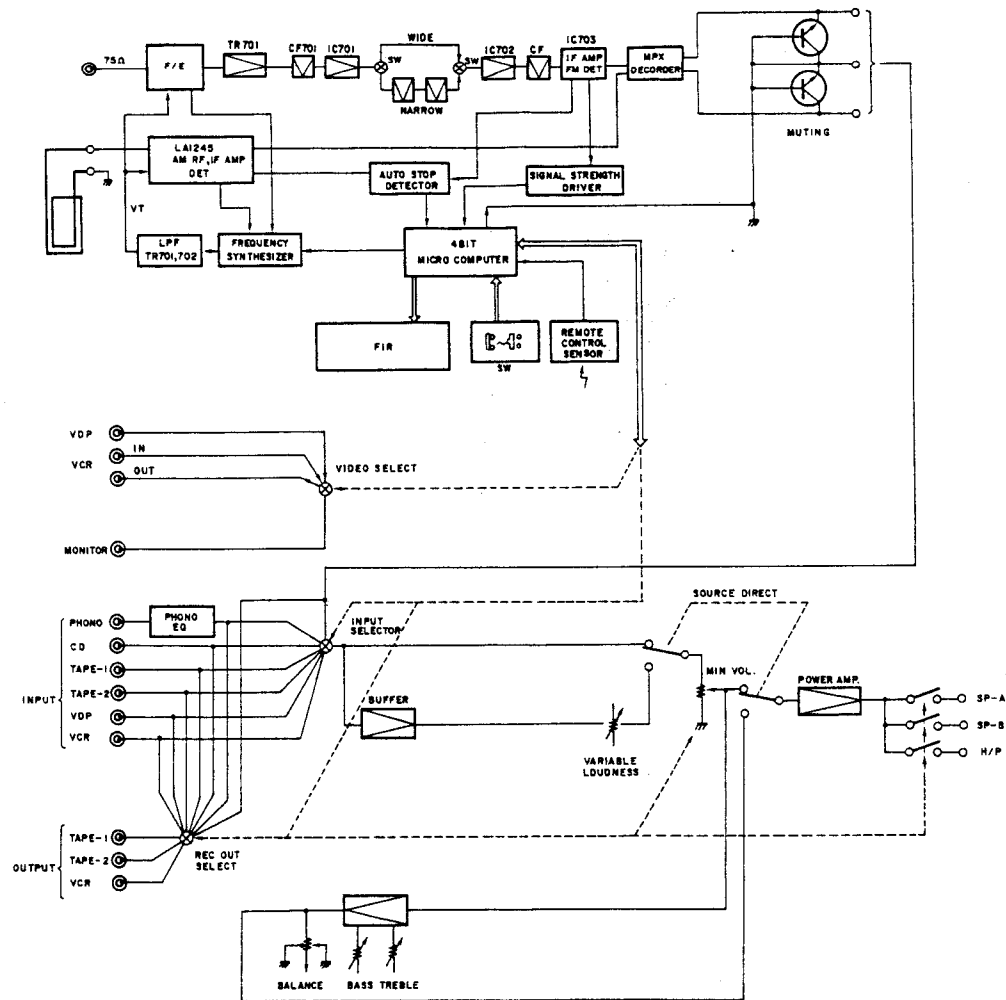 75Ω
F/E
TR701
CF701
IC701
SW
WIDE
NARROW
SW
IC702
CF
IC703
IF AMP
FM DET
MPX
DECORDER
MUTING
LA1245
AM RF, IF AMP
DET
AUTO STOP
DETECTOR
SIGNAL STRENGTH
DRIVER
VT
LPF
TR701,702
FREQUENCY
SYNTHESIZER
4BIT
MICRO COMPUTER
FIR
SW
REMOTE
CONTROL
SENSOR
VDP
VCR
IN
OUT
VIDEO SELECT
MONITOR
SOURCE DIRECT
INPUT
PHONO
PHONO
EQ
CD
TAPE-1
TAPE-2
VDP
VCR
INPUT
SELECTOR
BUFFER
VARIABLE
LOUDNESS
MIN VOL.
POWER AMP.
SP-A
SP-B
H/P
OUTPUT
TAPE-1
TAPE-2
VCR
REC OUT
SELECT
BALANCE
BASS TREBLE